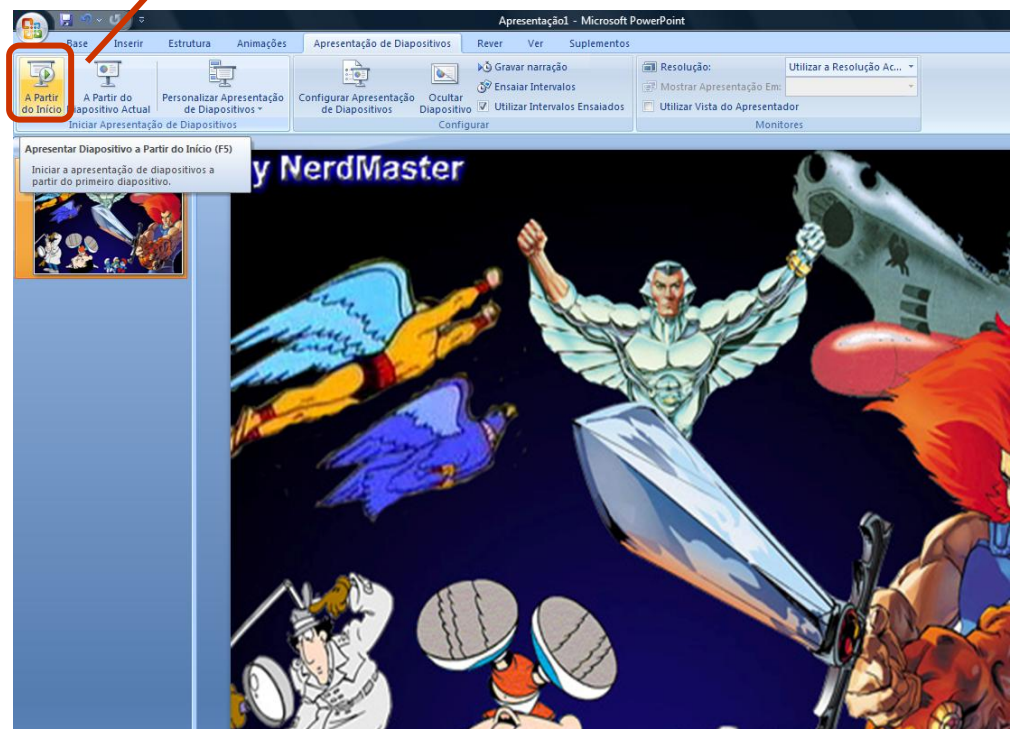 Apresentação1 - Microsoft PowerPoint
Base Inserir Estrutura Animações Apresentação de Diapositivos Rever Ver Suplementos
A Partir do Início
A Partir do Diapositivo Actual
Personalizar Apresentação de Diapositivos
Iniciar Apresentação de Diapositivos
Configurar Apresentação de Diapositivos
Ocultar Diapositivo
Gravar narração
Ensaiar Intervalos
Utilizar Intervalos Ensaiados
Configurar
Resolução: Utilizar a Resolução Ac...
Mostrar Apresentação Em:
Utilizar Vista do Apresentador
Monitores
Apresentar Diapositivo a Partir do Início (F5)
Iniciar a apresentação de diapositivos a
partir do primeiro diapositivo.
y NerdMaster